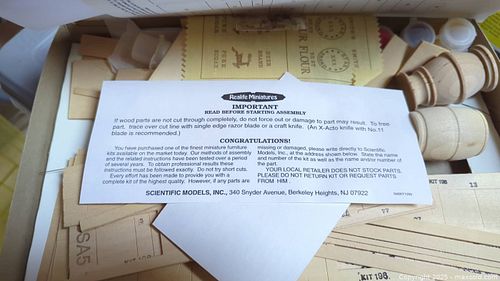 Realife Miniatures
IMPORTANT
READ BEFORE STARTING ASSEMBLY
If wood parts are not cut through completely, do not force cut or damage to part may result. To free
part, trace over cut line with single edge razor blade or a craft knife. (An X-Acto knife with No.11
blade is recommended.)
CONGRATULATIONS!
You have purchased one of the finest miniature furniture
kits available on the market today. Our methods of assembly
and the related instructions have been tested over a period
of several years. To obtain professional results these
instructions must be followed exactly. Do not try short cuts.
Every effort has been made to provide you with a
complete kit of the highest quality. However, if any parts are
missing or damaged, please write directly to Scientific
Models, Inc., at the address shown below. State the name
and number of the kit as well as the name and/or number of
the part.
YOUR LOCAL RETAILER DOES NOT STOCK PARTS.
PLEASE DO NOT RETURN KIT OR REQUEST PARTS
FROM HIM.
SCIENTIFIC MODELS, INC., 340 Snyder Avenue, Berkeley Heights, NJ 07922
FLOUR
KIT 198
13
SA5
KIT
KIT 198
Copyright 2025 - maxsold.com